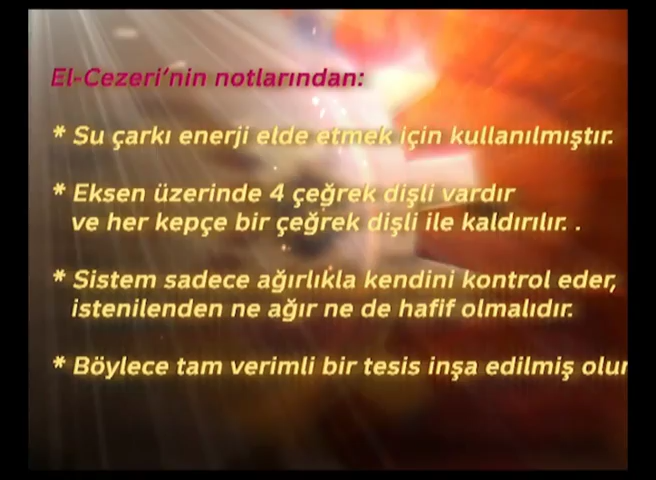 El-Cezeri'nin notlarından:
* Su çarkı enerji elde etmek için kullanılmıştır.
* Eksen üzerinde 4 çeğrek dişli vardır
ve her kepçe bir çeğrek dişli ile kaldırılır. .
* Sistem sadece ağırlıkla kendini kontrol eder,
istenilenden ne ağır ne de hafif olmalıdır.
* Böylece tam verimli bir tesis inşa edilmiş olur